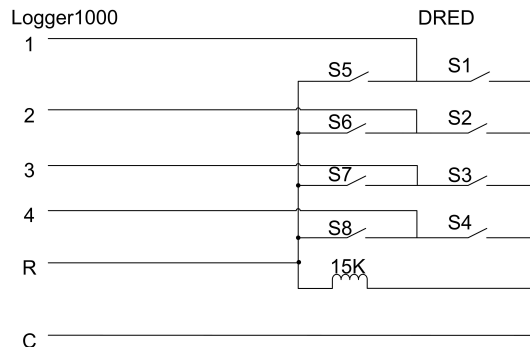 Logger1000 DRED
1
S5 S1
2
S6 S2
3
S7 S3
4
S8 S4
R
15K
C